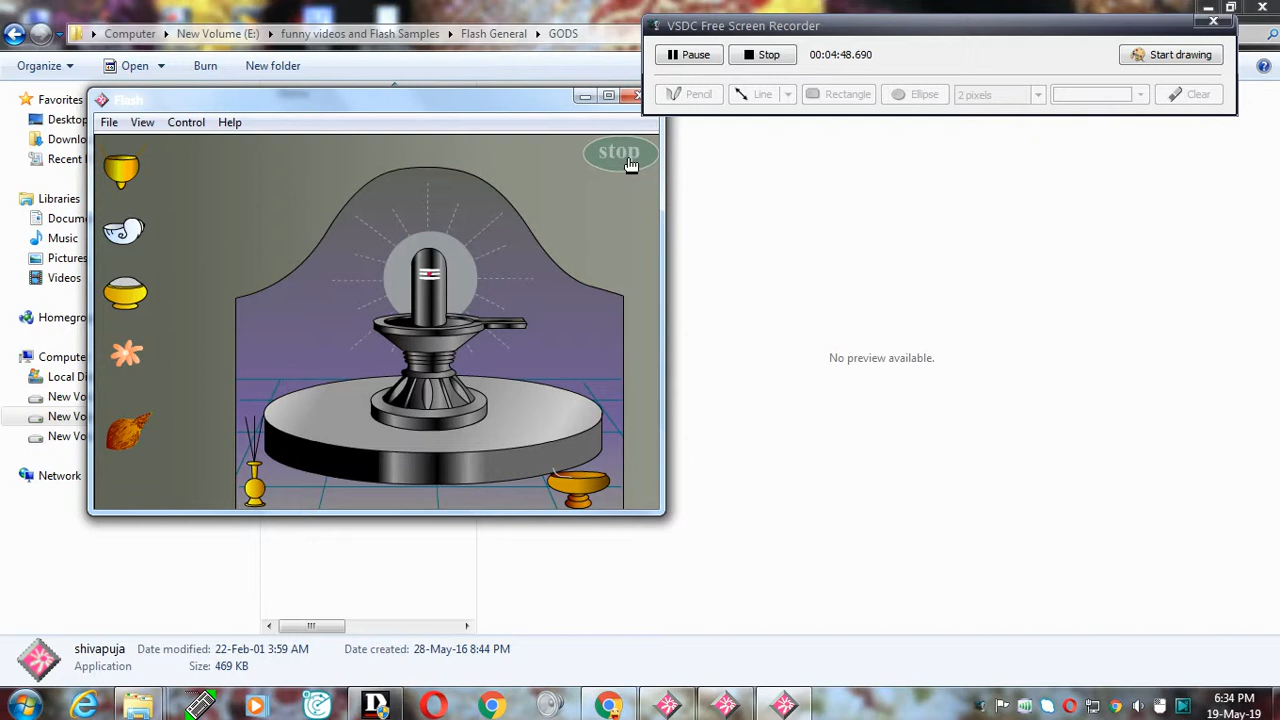 VSDC Free Screen Recorder
Computer New Volume (E:) funny videos and Flash Samples Flash General GODS
Pause Stop 00:04:48.690 Start drawing
Organize Open Burn New folder
Pencil Line Rectangle Ellipse 2 pixels Clear
Favorites
Flash
Desktop
Downlo
Recent
File View Control Help
stop
Libraries
Docum
Music
Pictures
Videos
Homegro
Compute
Local Di
New Vo
New Vo
New Vo
Network
No preview available.
shivapuja Date modified: 22-Feb-01 3:59 AM Date created: 28-May-16 8:44 PM
Application Size: 469 KB
6:34 PM
19-May-19